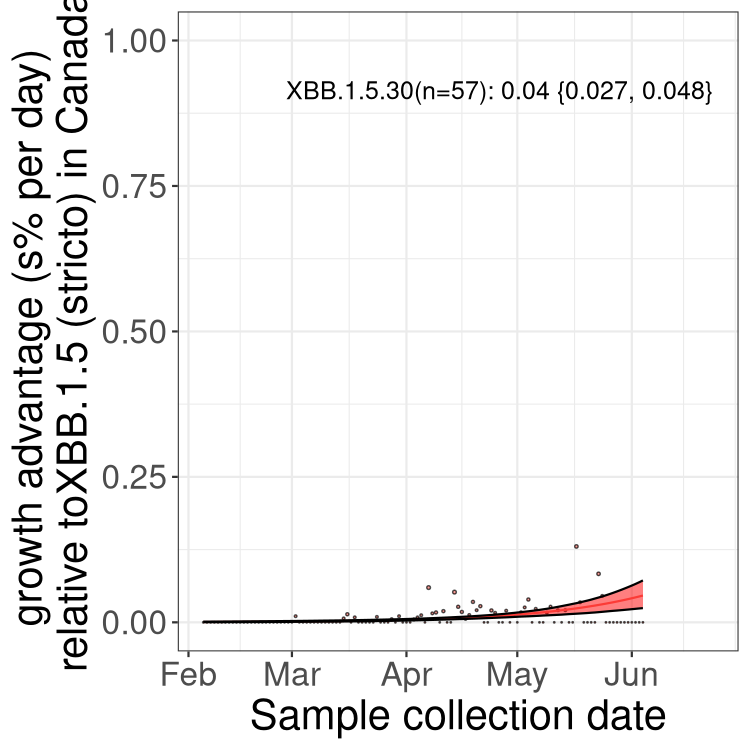 growth advantage (s% per day)
relative toXBB.1.5 (stricto) in Canada
1.00
0.75
0.50
0.25
0.00
XBB.1.5.30(n=57): 0.04 {0.027, 0.048}
Feb Mar Apr May Jun
Sample collection date